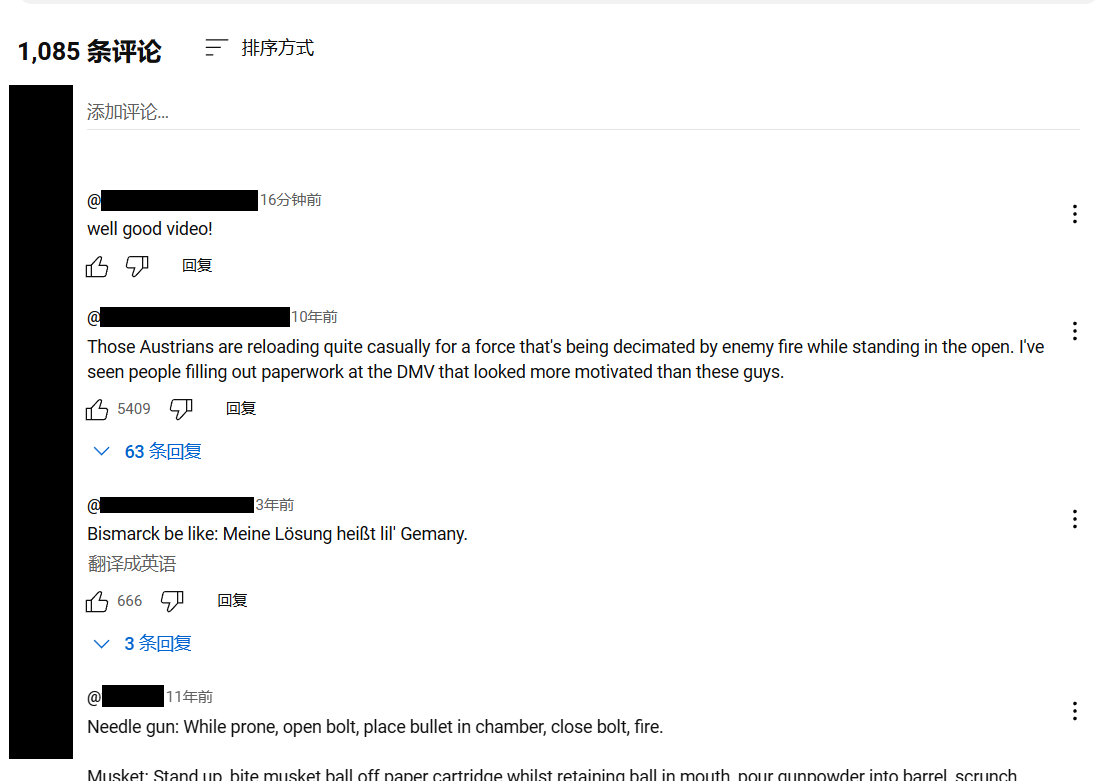 1,085 条评论 排序方式
添加评论...
@ 16分钟前
well good video!
回复
@ 10年前
Those Austrians are reloading quite casually for a force that's being decimated by enemy fire while standing in the open. I've
seen people filling out paperwork at the DMV that looked more motivated than these guys.
5409 回复
63 条回复
@ 3年前
Bismarck be like: Meine Lösung heißt lil' Gemany.
翻译成英语
666 回复
3 条回复
@ 11年前
Needle gun: While prone, open bolt, place bullet in chamber, close bolt, fire.
Musket: Stand up, bite musket ball off paper cartridge whilst retaining ball in mouth, pour gunpowder into barrel, scrunch